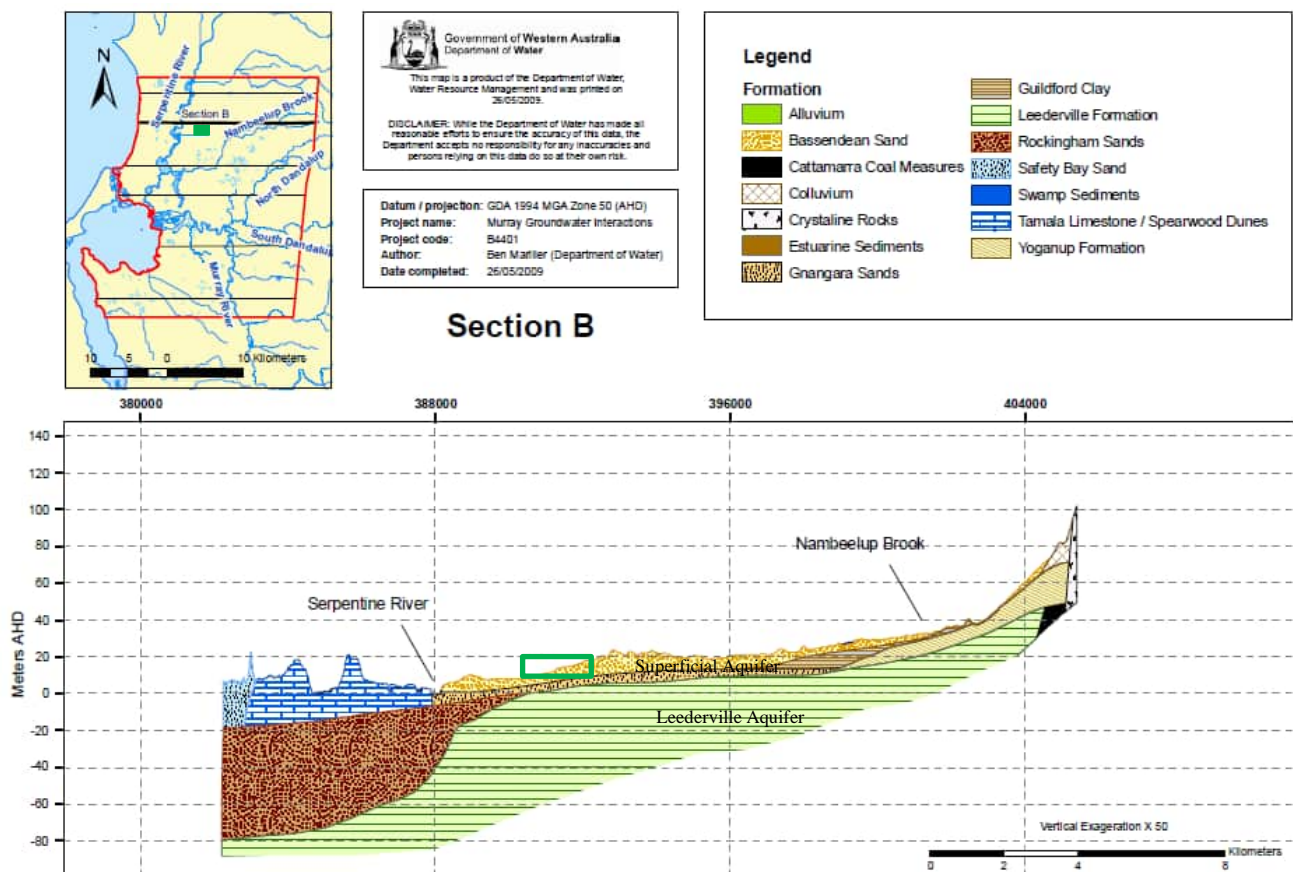 N
Serpentine River
Section B
Nambeelup Brook
North Dandalup
South Dandalup
Murray River
10 5 0 10 Kilometers
Government of Western Australia
Department of Water
This map is a product of the Department of Water,
Water Resource Management and was printed on
26/05/2009.
DISCLAIMER: While the Department of Water has made all
reasonable efforts to ensure the accuracy of this data, the
Department accepts no responsibility for any inaccuracies and
persons relying on this data do so at their own risk.
Datum / projection: GDA 1994 MGA Zone 50 (AHD)
Project name: Murray Groundwater Interactions
Project code: B4401
Author: Ben Marillier (Department of Water)
Date completed: 26/05/2009
Section B
Legend
Formation
Alluvium
Bassendean Sand
Cattamarra Coal Measures
Colluvium
Crystaline Rocks
Estuarine Sediments
Gnangara Sands
Guildford Clay
Leederville Formation
Rockingham Sands
Safety Bay Sand
Swamp Sediments
Tamala Limestone / Spearwood Dunes
Yoganup Formation
380000 388000 396000 404000
140
120
100
80
60
40
20
0
-20
-40
-60
-80
Meters AHD
Nambeelup Brook
Serpentine River
Superficial Aquifer
Leederville Aquifer
Vertical Exageration X 50
Kilometers
0 2 4 8